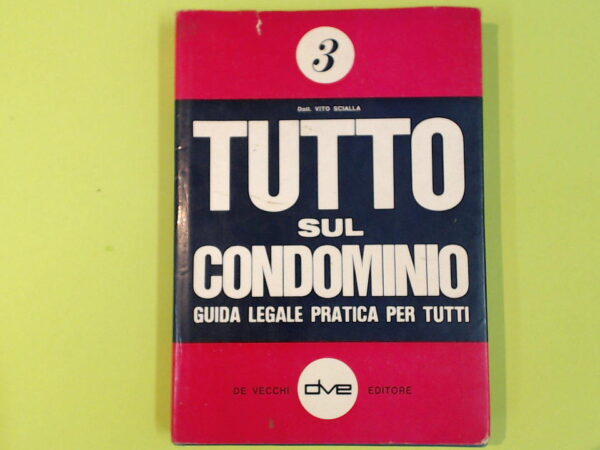 3
Dott. VITO SCIALLA
TUTTO
SUL
CONDOMINIO
GUIDA LEGALE PRATICA PER TUTTI
DE VECCHI dve EDITORE